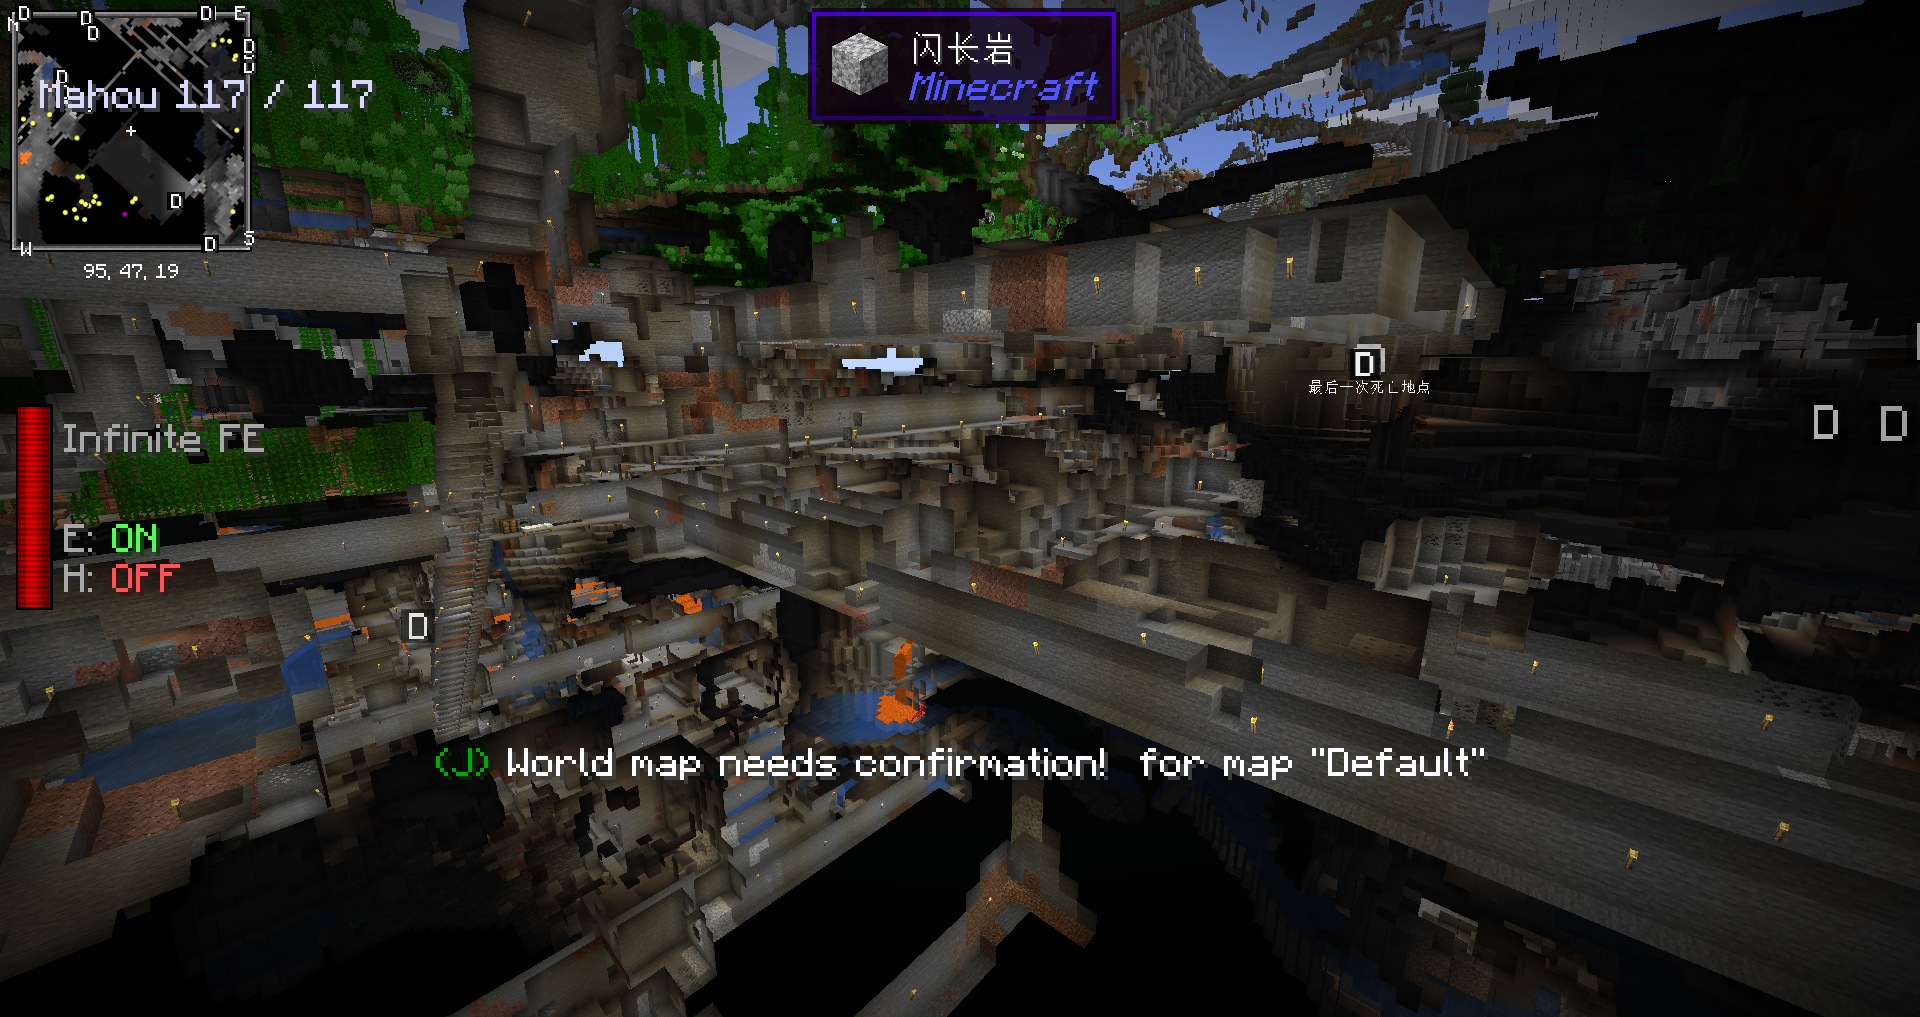 N D D D D E
D
D
D
D
Mahou 117 / 117
D
W D S
95, 47, 19
闪长岩
Minecraft
D
最后一次死亡地点
D D
Infinite FE
E: ON
H: OFF
D
(J) World map needs confirmation! for map "Default"